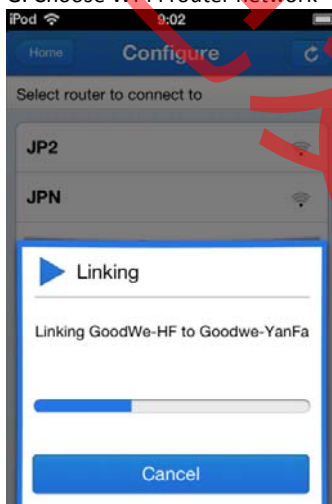 iPod 9:02
Home Configure
Select router to connect to
JP2
JPN
Linking
Linking GoodWe-HF to Goodwe-YanFa
Cancel